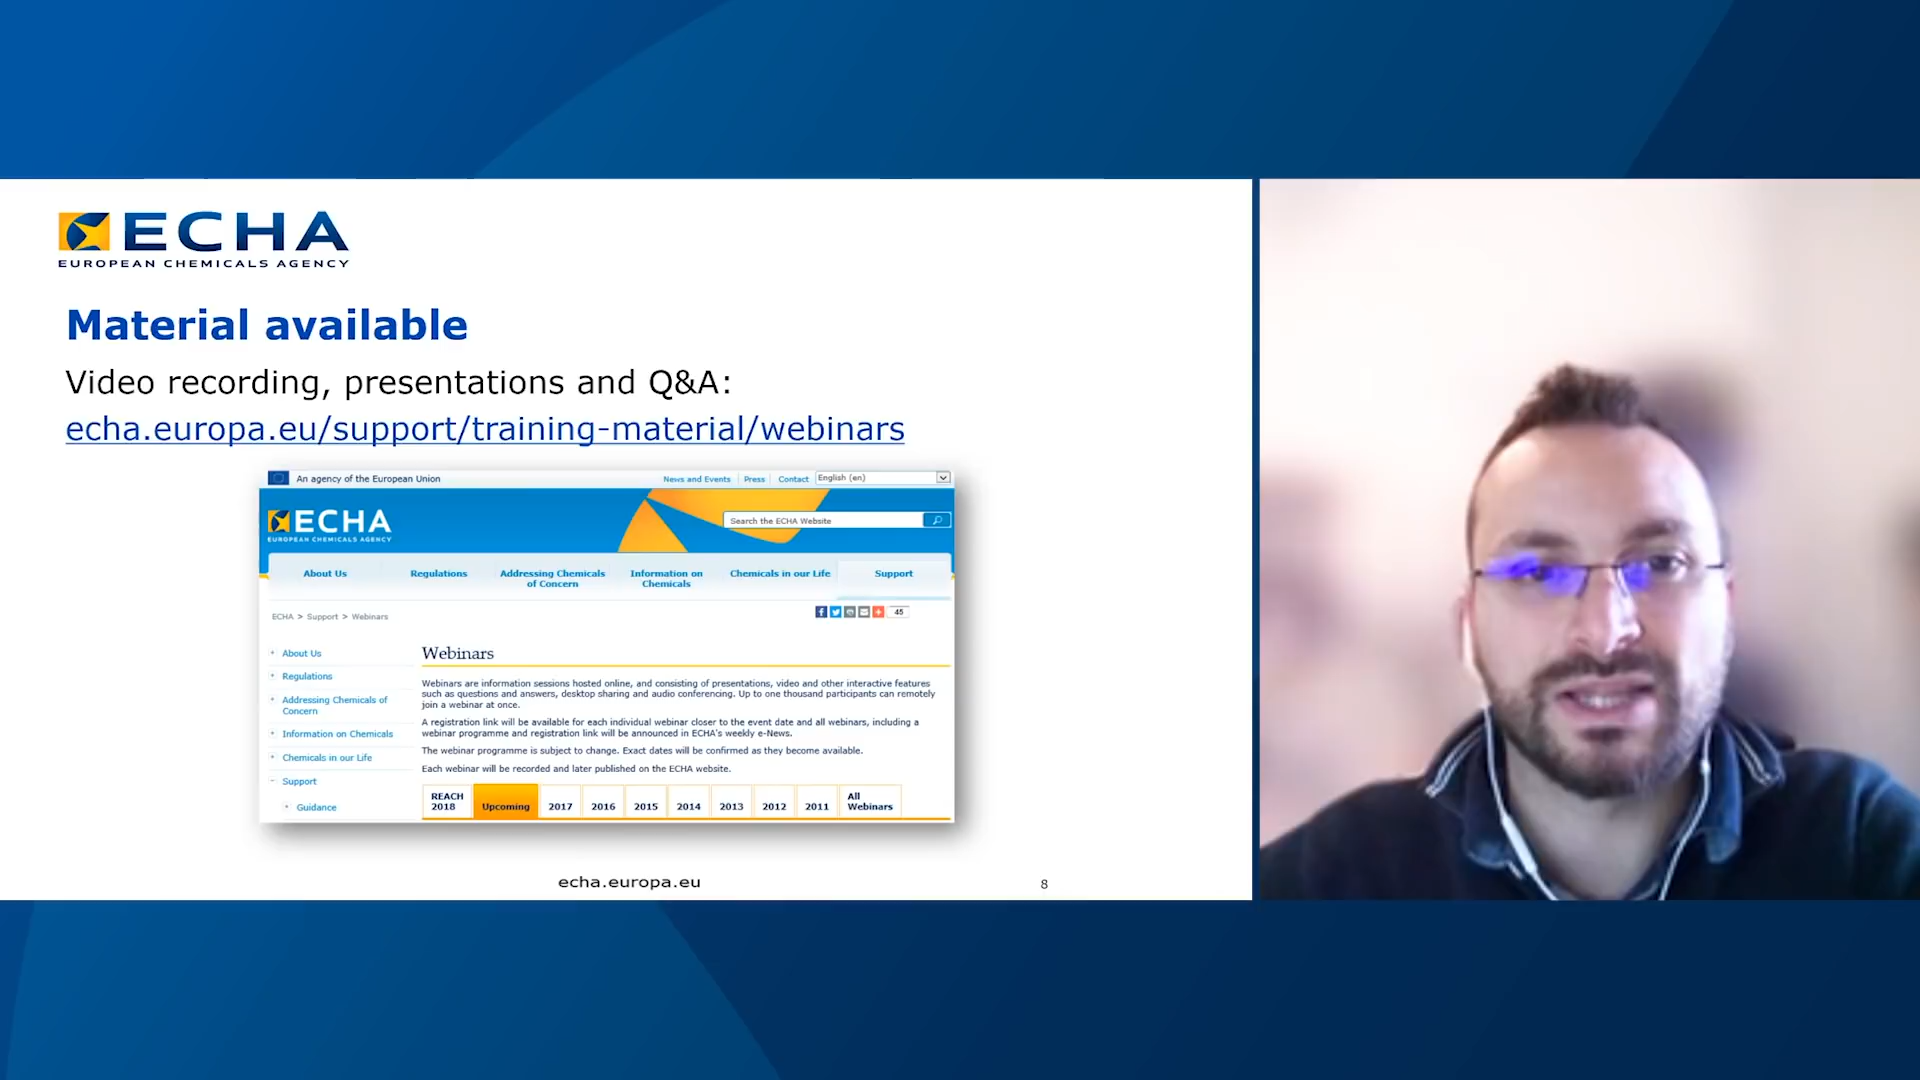 ECHA
EUROPEAN CHEMICALS AGENCY
Material available
Video recording, presentations and Q&A:
echa.europa.eu/support/training-material/webinars
An agency of the European Union
News and Events
Press
Contact
English (en)
ECHA
EUROPEAN CHEMICALS AGENCY
Search the ECHA Website
About Us
Regulations
Addressing Chemicals
of Concern
Information on
Chemicals
Chemicals in our Life
Support
ECHA > Support > Webinars
45
About Us
Regulations
Addressing Chemicals of
Concern
Information on Chemicals
Chemicals in our Life
Support
Guidance
Webinars
Webinars are information sessions hosted online, and consisting of presentations, video and other interactive features
such as questions and answers, desktop sharing and audio conferencing. Up to one thousand participants can remotely
join a webinar at once.
A registration link will be available for each individual webinar closer to the event date and all webinars, including a
webinar programme and registration link will be announced in ECHA's weekly e-News.
The webinar programme is subject to change. Exact dates will be confirmed as they become available.
Each webinar will be recorded and later published on the ECHA website.
REACH
2018
Upcoming
2017
2016
2015
2014
2013
2012
2011
All
Webinars
echa.europa.eu
8